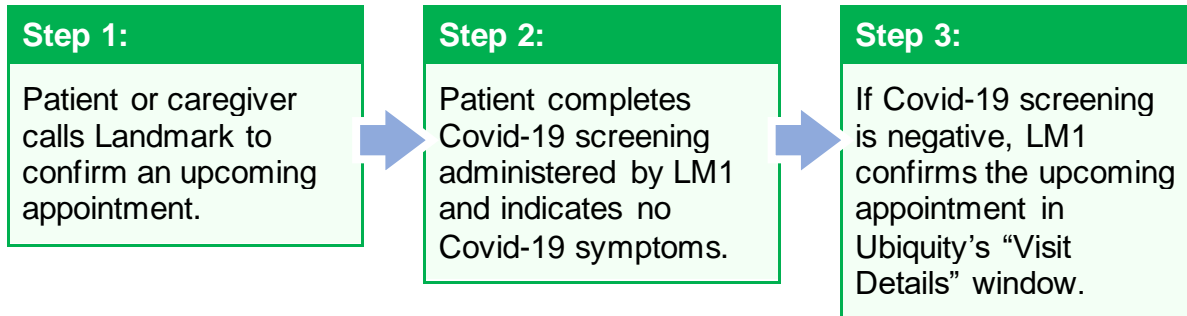 Step 1:
Patient or caregiver
calls Landmark to
confirm an upcoming
appointment.
Step 2:
Patient completes
Covid-19 screening
administered by LM1
and indicates no
Covid-19 symptoms.
Step 3:
If Covid-19 screening
is negative, LM1
confirms the upcoming
appointment in
Ubiquity’s “Visit
Details” window.